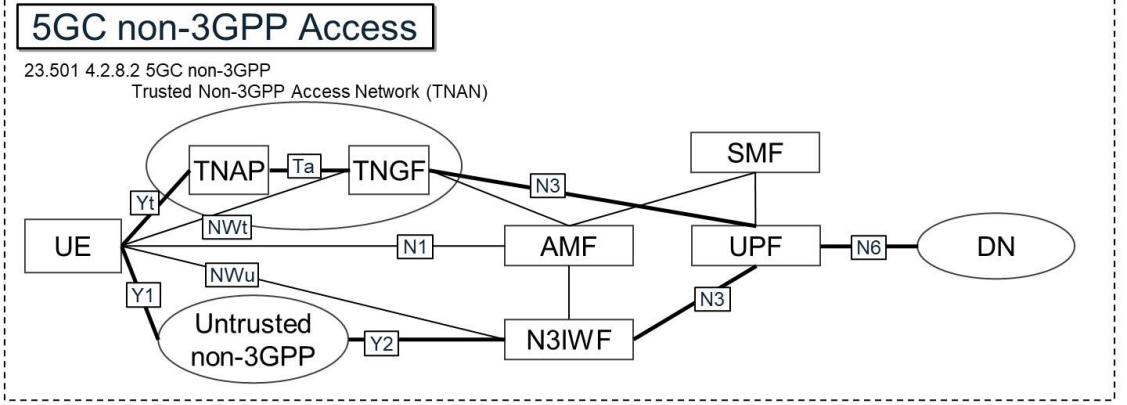 5GC non-3GPP Access
23.501 4.2.8.2 5GC non-3GPP
Trusted Non-3GPP Access Network (TNAN)
TNAP
Ta
TNGF
SMF
N3
Yt
NWt
UE
N1
AMF
UPF
N6
DN
NWu
Y1
N3
Untrusted
non-3GPP
Y2
N3IWF